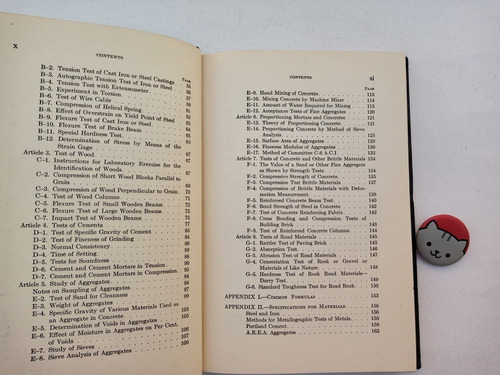 x
CONTENTS
PAGE
B-2. Tension Test of Cast Iron or Steel Castings
B-3. Autographic Tension Test of Iron or Steel
B-4. Tension Test with Extensometer
B-5. Experiment in Torsion
B-6. Test of Wire Cable
B-7. Compression of Helical Spring
B-8. Effect of Overstrain on Yield Point of Steel
B-9. Flexure Test of Cast Iron or Steel
B-10. Flexure Test of Brake Beam
B-11. Special Hardness Test
B-12. Determination of Stress by Means of the
Strain Gage
Article 3. Test of Wood
C-1. Instructions for Laboratory Exercise for the
Identification of Woods
C-2. Compression of Short Wood Blocks Parallel to
Grain
C-3. Compression of Wood Perpendicular to Grain
C-4. Test of Wood Columns
C-5. Flexure Test of Small Wooden Beams
C-6. Flexure Test of Large Wooden Beams
C-7. Impact Test of Wooden Beams
Article 4. Tests of Cements
D-1. Test of Specific Gravity of Cement
D-2. Test of Fineness of Grinding
D-3. Normal Consistency
D-4. Time of Setting
D-5. Tests for Soundness
D-6. Cement and Cement Mortars in Tension
D-7. Cement and Cement Mortars in Compression
Article 5. Study of Aggregates
Notes on Sampling of Aggregates
E-2. Test of Sand for Cleanness
E-3. Weight of Aggregates
E-4. Specific Gravity of Various Materials Used as
an Aggregate in Concrete
E-5. Determination of Voids in Aggregates
E-6. Effect of Moisture in Aggregates on Per Cent.
of Voids
E-7. Study of Sieves
E-8. Sieve Analysis of Aggregates
CONTENTS xi
PAGE
E-9. Hand Mixing of Concrete 113
E-10. Mixing Concrete by Machine Mixer 114
E-11. Amount of Water Required for Mixing 114
E-12. Acceptance Tests of Fine Aggregates
Article 6. Proportioning Mortars and Concrete
E-13. Theory of Proportioning Concrete
E-14. Proportioning Concrete by Method of Sieve
Analysis
E-15. Surface Area of Aggregates
E-16. Fineness Modulus of Aggregates
E-17. Method of Committee C-6 A.C.I.
Article 7. Tests of Concrete and Other Brittle Materials
F-1. The Value of a Sand or Other Fine Aggregate
as Shown by Strength Tests
F-2. Compressive Strength of Concrete
F-3. Compression Test Brittle Materials
F-4. Compression of Brittle Materials with Deformation
Measurement
F-5. Reinforced Concrete Beam Test
F-6. Bond Strength of Steel in Concrete
F-7. Test of Concrete Reinforcing Fabric
F-8. Cross Bending and Compression Tests of
Building Brick
F-9. Test of Reinforced Concrete Columns
Article 8. Tests of Road Materials
G-1. Rattler Test of Paving Brick
G-2. Absorption Test
G-3. Abrasion Test of Road Materials
G-4. Cementation Test of Rock or Gravel or
Materials of Like Nature
G-5. Hardness Test of Rock Road Materials—
Dorry Test
G-6. Standard Toughness Test for Road Rock
APPENDIX I.—COMMON FORMULAS 153
APPENDIX II.—SPECIFICATIONS FOR MATERIALS 156
Steel and Iron 156
Methods for Metallographic Tests of Metals 158
Portland Cement 159
A.R.E.A. Aggregates